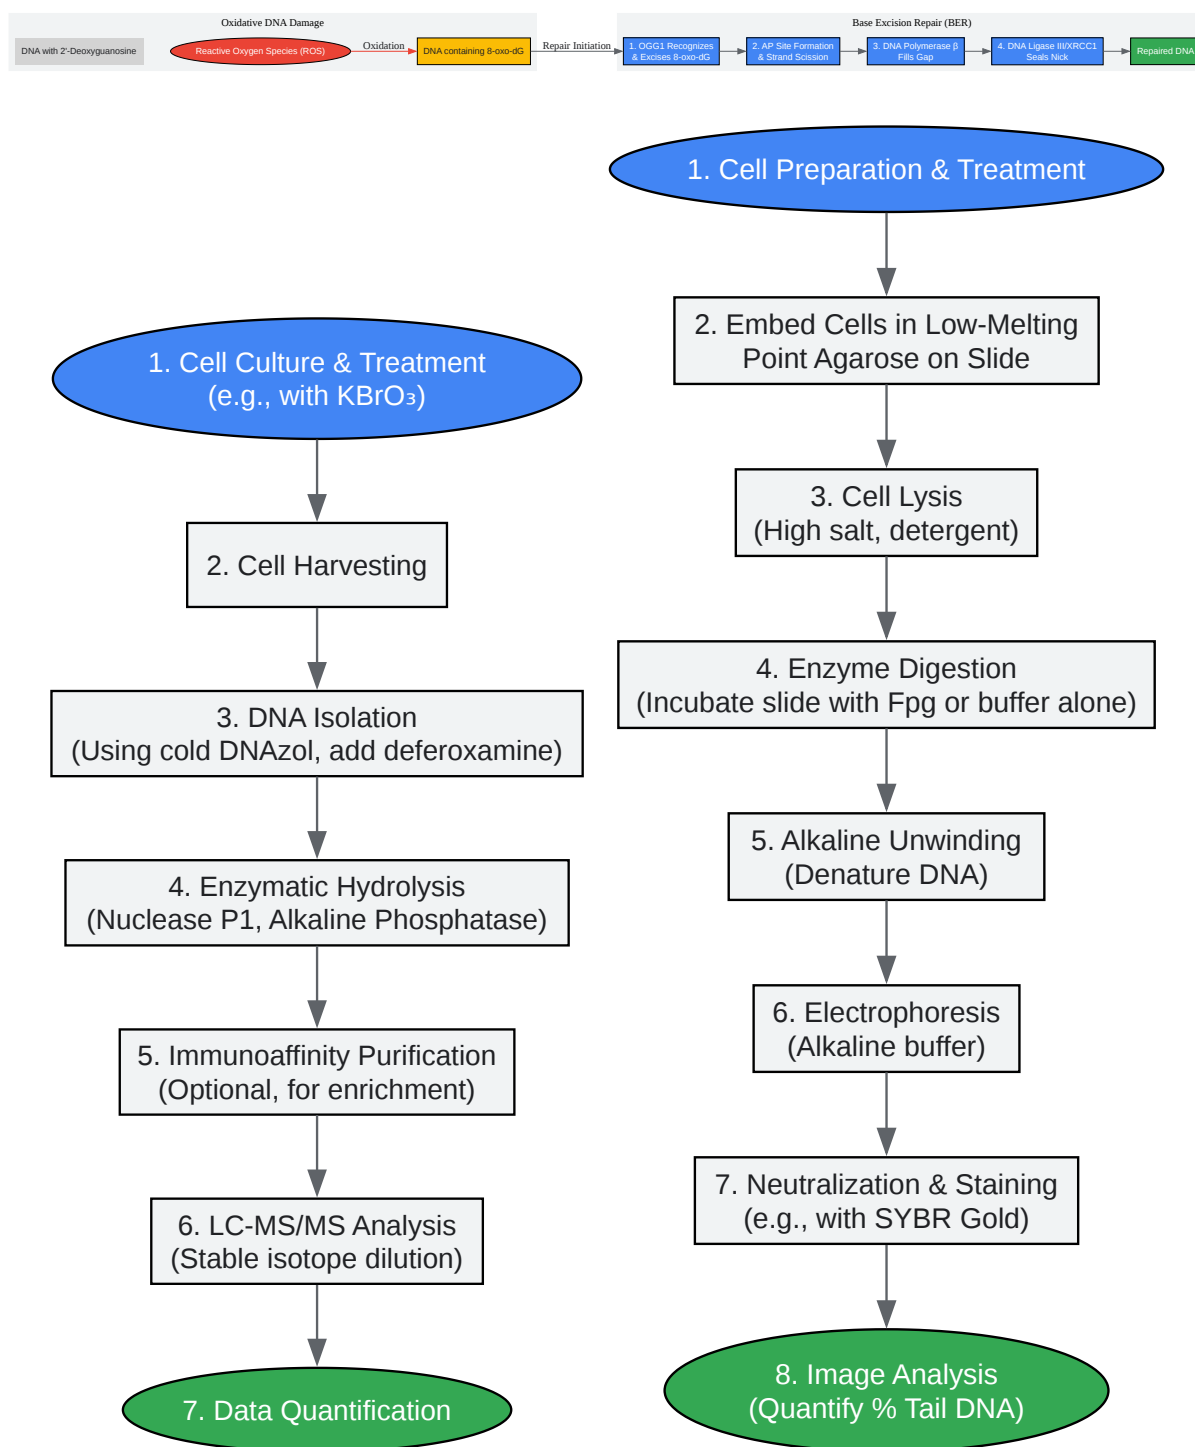 Oxidative DNA Damage
DNA with 2'-Deoxyguanosine
Reactive Oxygen Species (ROS)
Oxidation
DNA containing 8-oxo-dG
Repair Initiation
Base Excision Repair (BER)
1. OGG1 Recognizes
& Excises 8-oxo-dG
2. AP Site Formation
& Strand Scission
3. DNA Polymerase β
Fills Gap
4. DNA Ligase III/XRCC1
Seals Nick
Repaired DNA
1. Cell Culture & Treatment
(e.g., with KBrO₃)
2. Cell Harvesting
3. DNA Isolation
(Using cold DNAzol, add deferoxamine)
4. Enzymatic Hydrolysis
(Nuclease P1, Alkaline Phosphatase)
5. Immunoaffinity Purification
(Optional, for enrichment)
6. LC-MS/MS Analysis
(Stable isotope dilution)
7. Data Quantification
1. Cell Preparation & Treatment
2. Embed Cells in Low-Melting
Point Agarose on Slide
3. Cell Lysis
(High salt, detergent)
4. Enzyme Digestion
(Incubate slide with Fpg or buffer alone)
5. Alkaline Unwinding
(Denature DNA)
6. Electrophoresis
(Alkaline buffer)
7. Neutralization & Staining
(e.g., with SYBR Gold)
8. Image Analysis
(Quantify % Tail DNA)